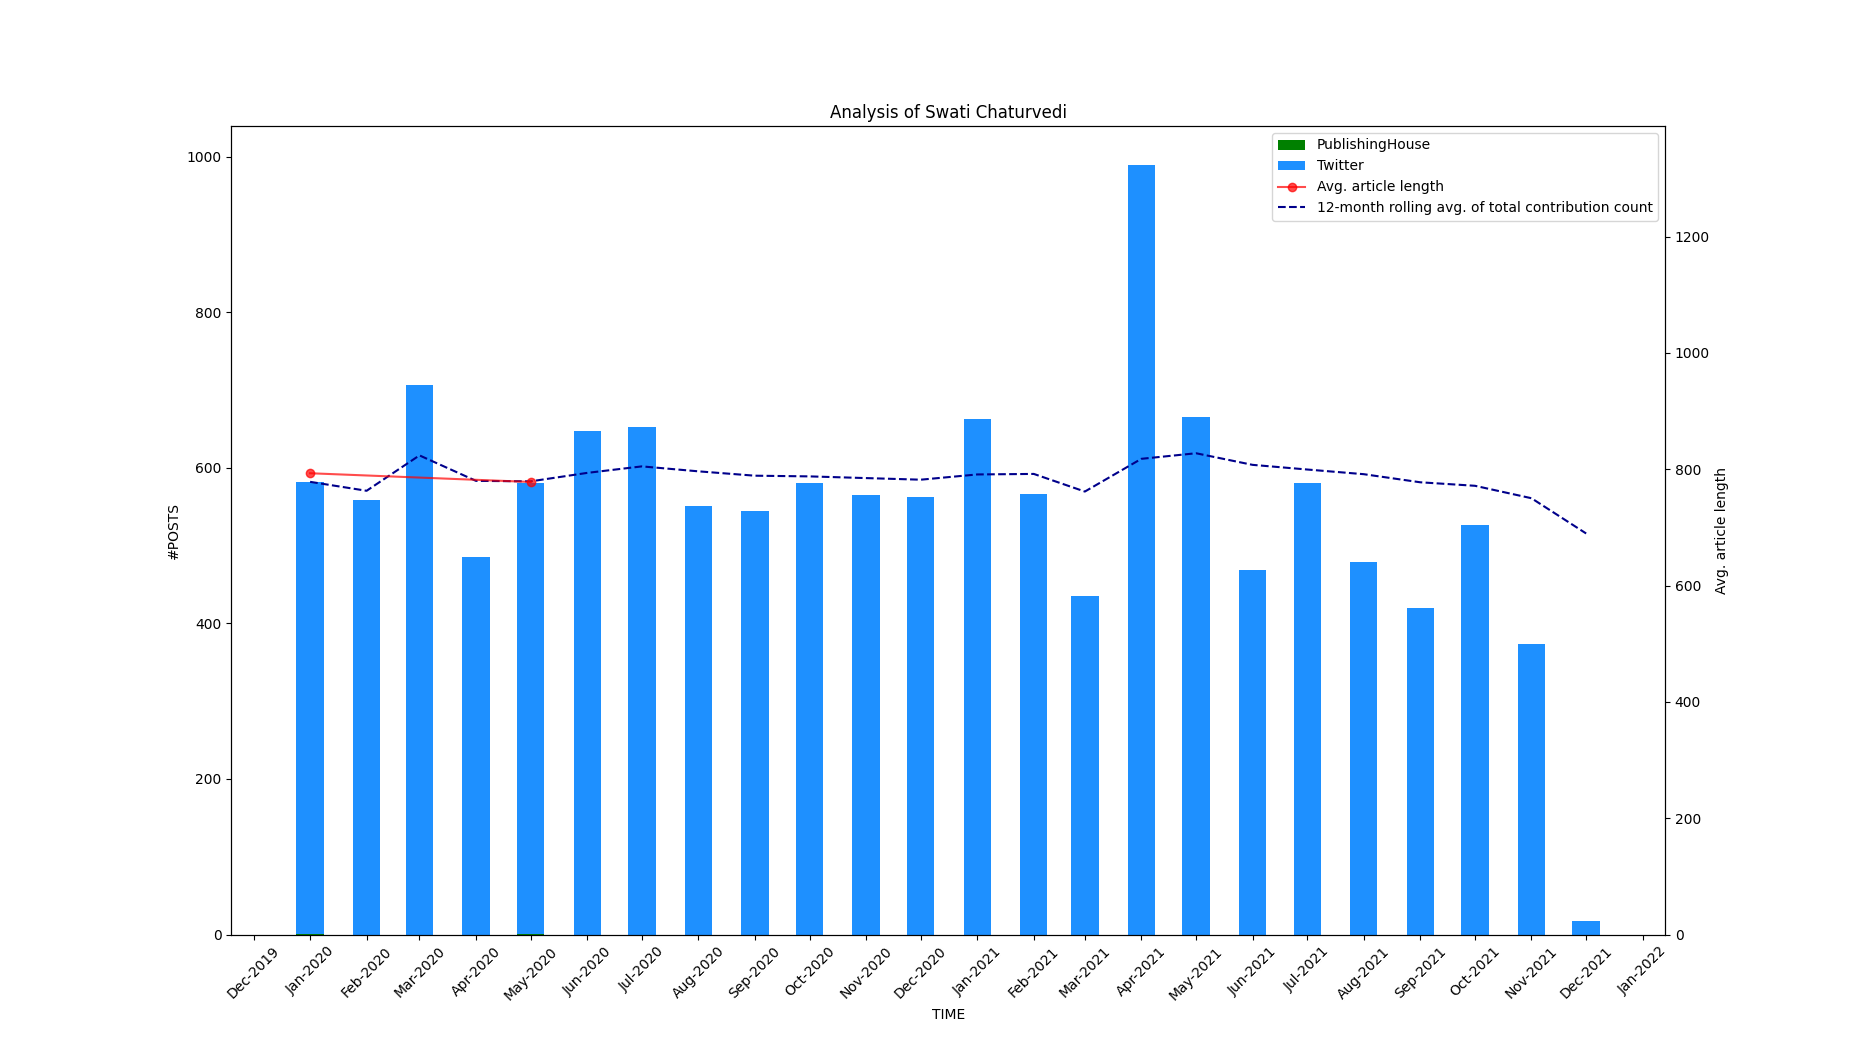 Analysis of Swati Chaturvedi
PublishingHouse
Twitter
Avg. article length
12-month rolling avg. of total contribution count
1000
800
600
400
200
0
#POSTS
1200
1000
800
600
400
200
0
Avg. article length
Dec-2019
Jan-2020
Feb-2020
Mar-2020
Apr-2020
May-2020
Jun-2020
Jul-2020
Aug-2020
Sep-2020
Oct-2020
Nov-2020
Dec-2020
Jan-2021
Feb-2021
Mar-2021
Apr-2021
May-2021
Jun-2021
Jul-2021
Aug-2021
Sep-2021
Oct-2021
Nov-2021
Dec-2021
Jan-2022
TIME